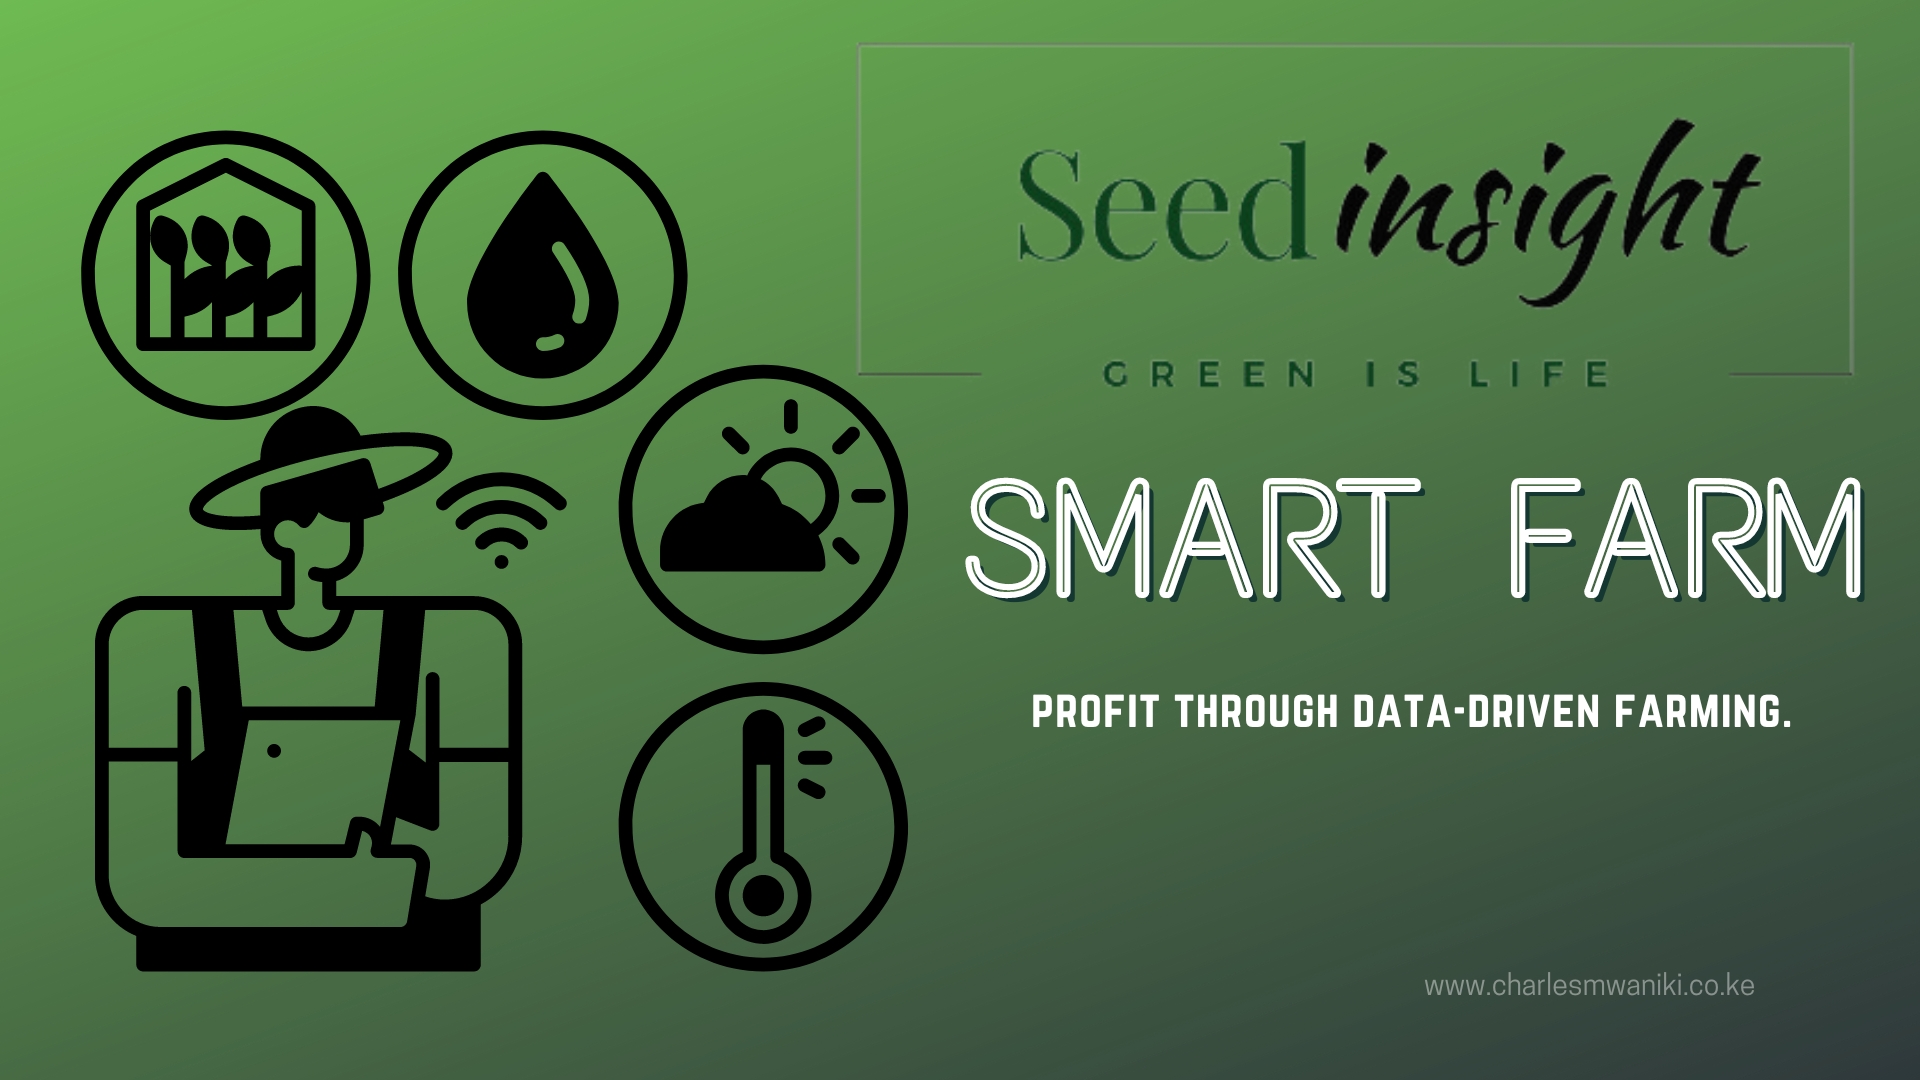 Seed insight
GREEN IS LIFE
SMART FARM
PROFIT THROUGH DATA-DRIVEN FARMING.
www.charlesmwaniki.co.ke